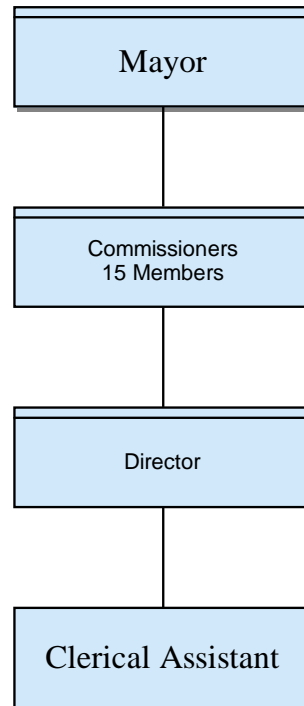 Mayor
Commissioners
15 Members
Director
Clerical Assistant